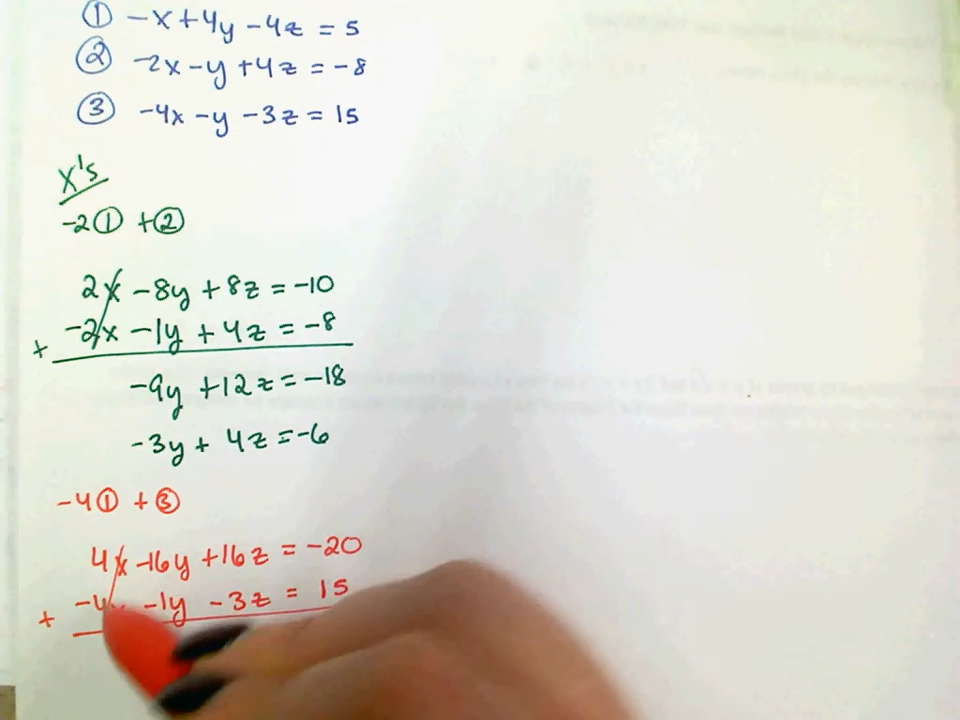 ① -x + 4y - 4z = 5
② -2x - y + 4z = -8
③ -4x - y - 3z = 15
X's
-2① + ②
2x - 8y + 8z = -10
+ -2x - 1y + 4z = -8
-9y + 12z = -18
-3y + 4z = -6
-4① + ③
4x - 16y + 16z = -20
+ -4 - 1y - 3z = 15